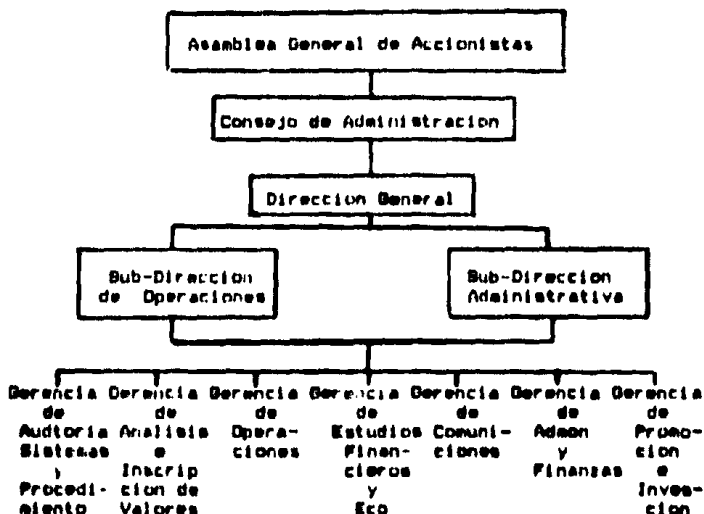 Asamblea General de Accionistas
Consejo de Administracion
Direccion General
Sub-Direccion
de Operaciones
Sub-Direccion
Administrativa
Gerencia
de
Audtoria
Sistemas
y
Procedi-
miento
Gerencia
de
Analisis
e
Inscrip
cion de
Valores
Gerencia
de
Opera-
ciones
Gerencia
de
Estudios
Finan-
cieros
y
Eco
Gerencia
de
Comuni-
ciones
Gerencia
de
Admon
y
Finanzas
Gerencia
de
Promo-
cion
e
Inves-
cion